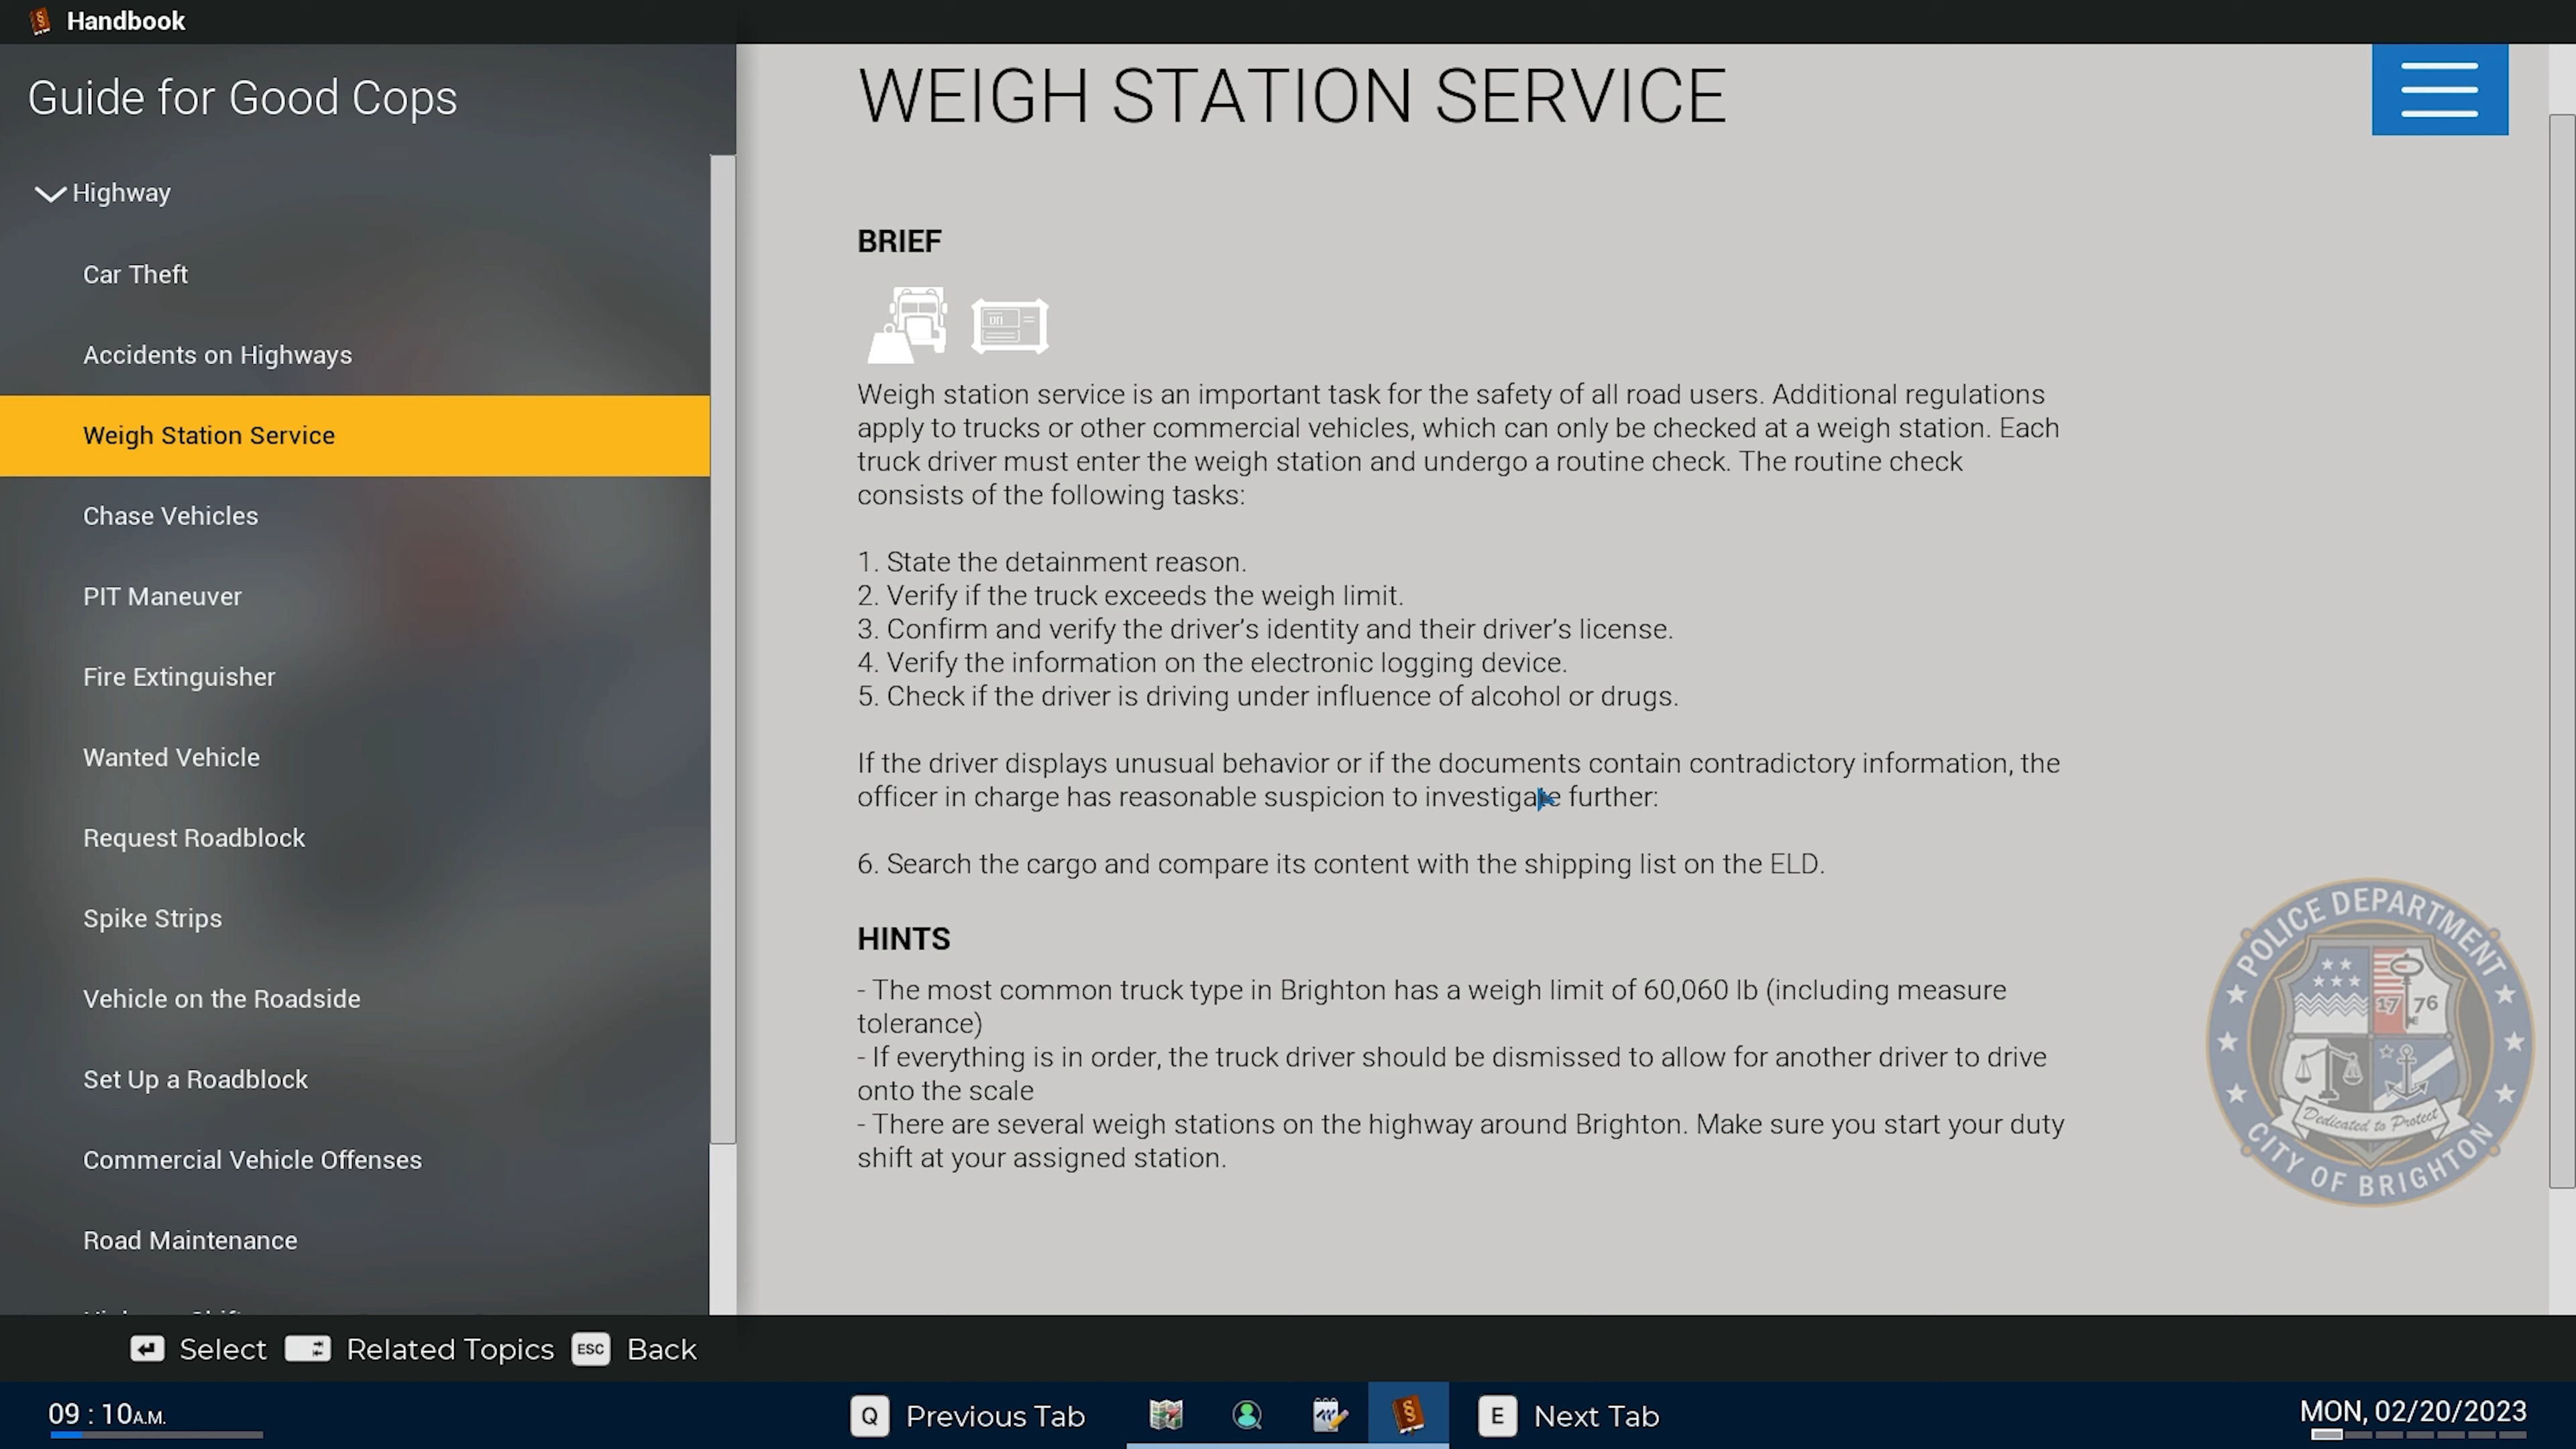 Handbook
Guide for Good Cops
Highway
Car Theft
Accidents on Highways
Weigh Station Service
Chase Vehicles
PIT Maneuver
Fire Extinguisher
Wanted Vehicle
Request Roadblock
Spike Strips
Vehicle on the Roadside
Set Up a Roadblock
Commercial Vehicle Offenses
Road Maintenance
WEIGH STATION SERVICE
BRIEF
Weigh station service is an important task for the safety of all road users. Additional regulations
apply to trucks or other commercial vehicles, which can only be checked at a weigh station. Each
truck driver must enter the weigh station and undergo a routine check. The routine check
consists of the following tasks:
1. State the detainment reason.
2. Verify if the truck exceeds the weigh limit.
3. Confirm and verify the driver's identity and their driver's license.
4. Verify the information on the electronic logging device.
5. Check if the driver is driving under influence of alcohol or drugs.
If the driver displays unusual behavior or if the documents contain contradictory information, the
officer in charge has reasonable suspicion to investigate further:
6. Search the cargo and compare its content with the shipping list on the ELD.
HINTS
- The most common truck type in Brighton has a weigh limit of 60,060 lb (including measure
tolerance)
- If everything is in order, the truck driver should be dismissed to allow for another driver to drive
onto the scale
- There are several weigh stations on the highway around Brighton. Make sure you start your duty
shift at your assigned station.
POLICE DEPARTMENT
17 76
Dedicated to Protect
CITY OF BRIGHTON
Select
Related Topics
ESC Back
09 : 10 A.M.
Q Previous Tab
E Next Tab
MON, 02/20/2023